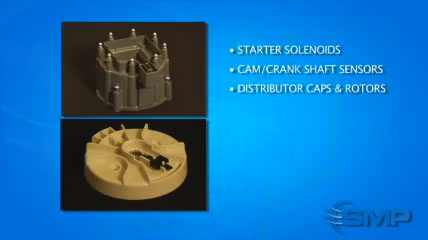 • STARTER SOLENOIDS
• CAM/CRANK SHAFT SENSORS
• DISTRIBUTOR CAPS & ROTORS
SMP